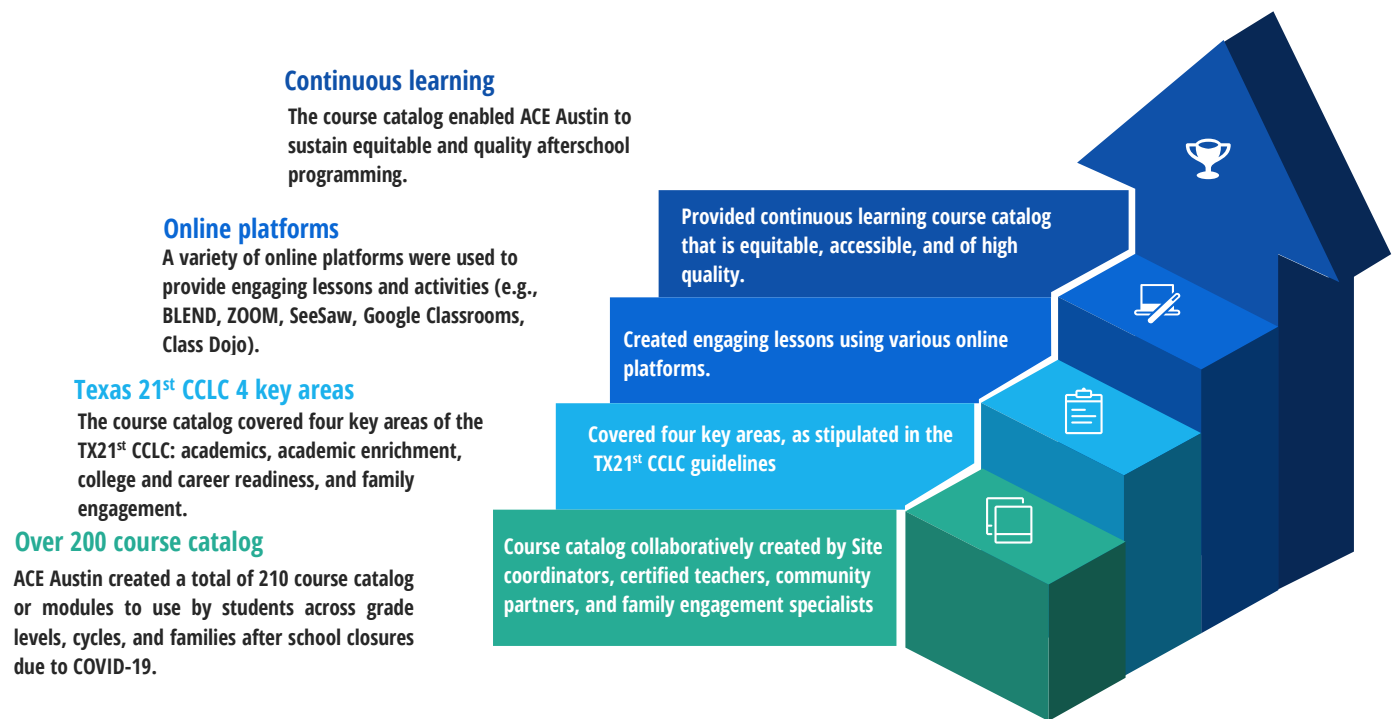 Continuous learning
The course catalog enabled ACE Austin to
sustain equitable and quality afterschool
programming.
Provided continuous learning course catalog
that is equitable, accessible, and of high
quality.
Online platforms
A variety of online platforms were used to
provide engaging lessons and activities (e.g.,
BLEND, ZOOM, SeeSaw, Google Classrooms,
Class Dojo).
Created engaging lessons using various online
platforms.
Texas 21st CCLC 4 key areas
The course catalog covered four key areas of the
TX21st CCLC: academics, academic enrichment,
college and career readiness, and family
engagement.
Covered four key areas, as stipulated in the
TX21st CCLC guidelines
Over 200 course catalog
ACE Austin created a total of 210 course catalog
or modules to use by students across grade
levels, cycles, and families after school closures
due to COVID-19.
Course catalog collaboratively created by Site
coordinators, certified teachers, community
partners, and family engagement specialists